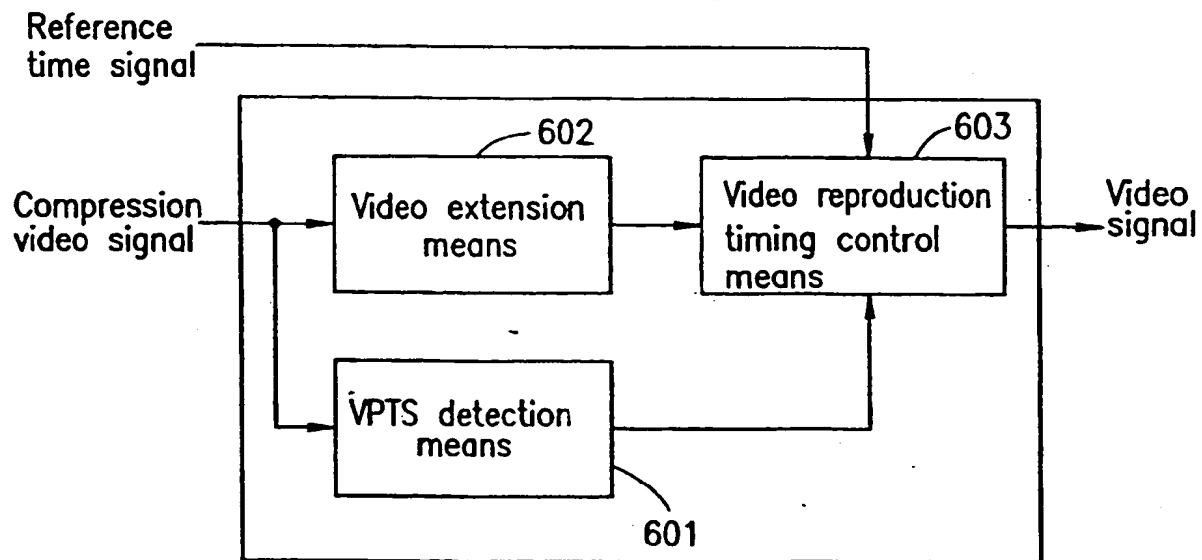 Reference
time signal
602
603
Compression
video signal
Video extension
means
Video reproduction
timing control
means
Video
signal
VPTS detection
means
601